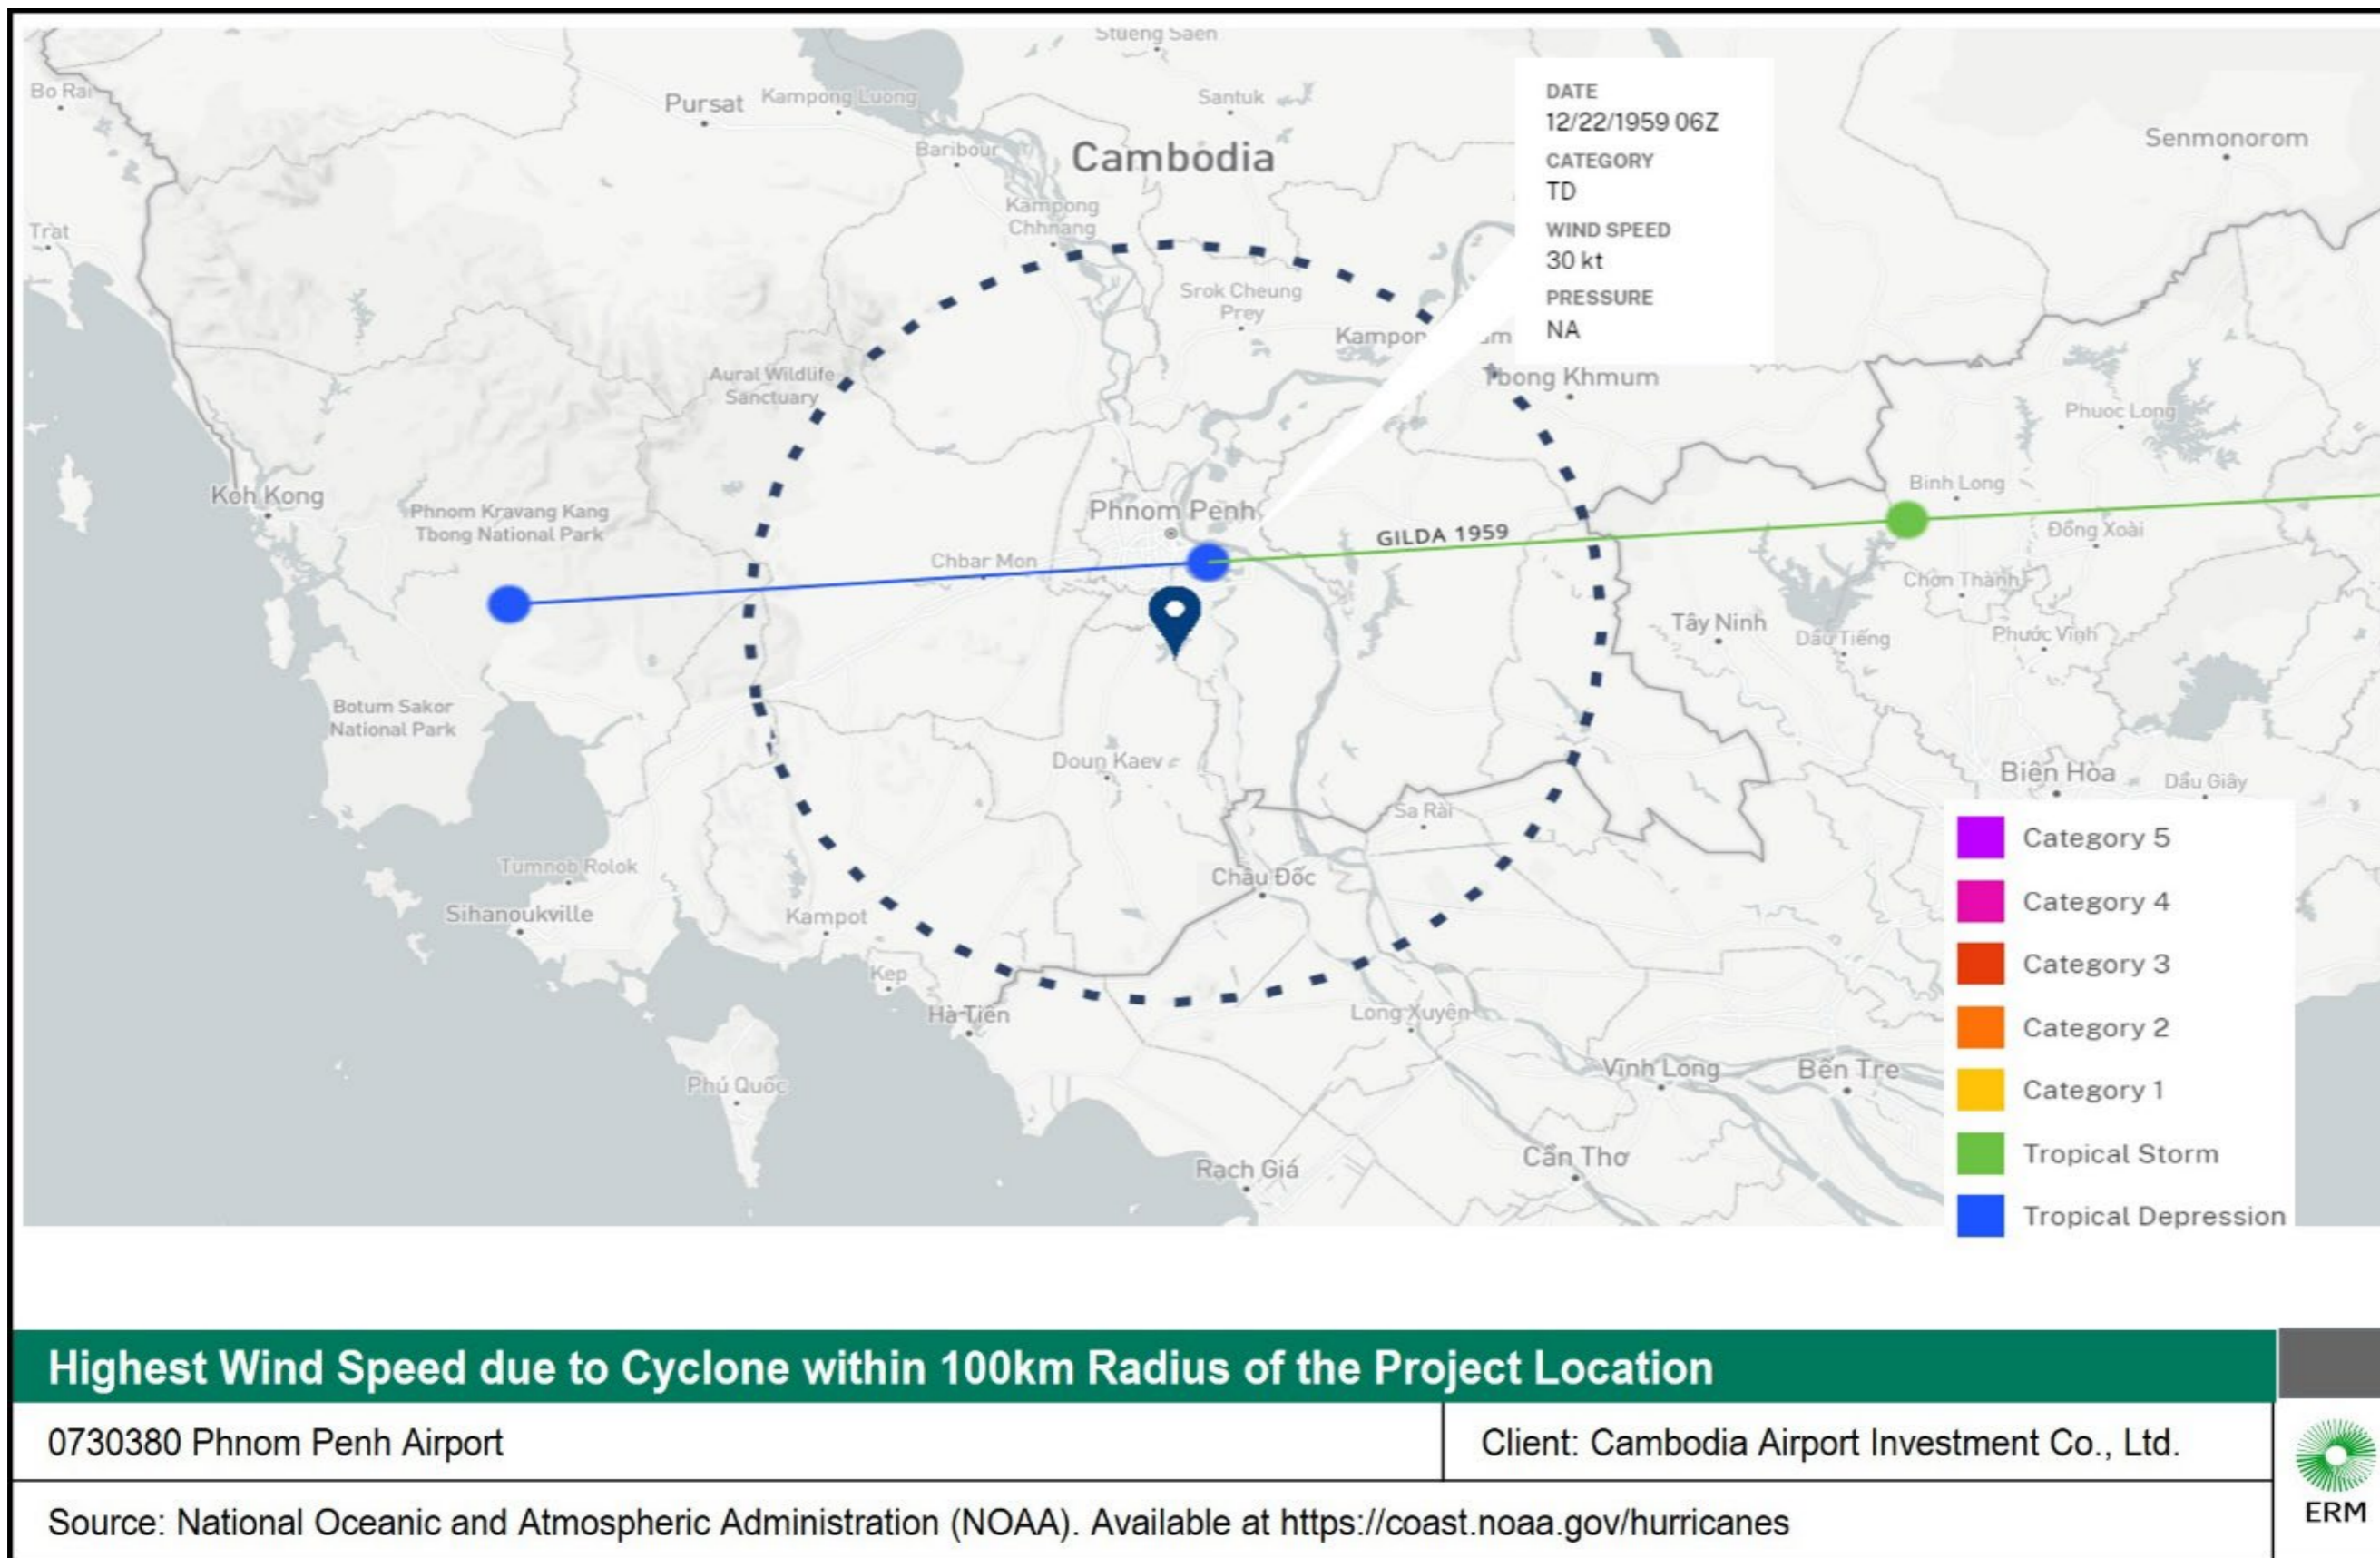 Stueng Saen
Bo Rai
Pursat
Kampong Luong
Santuk
Baribour
Cambodia
Senmonorom
Kampong
Chhnang
Trat
Srok Cheung
Prey
Tbong Khmum
Aural Wildlife
Sanctuary
Phuoc Long
DATE
12/22/1959 06Z
CATEGORY
TD
WIND SPEED
30 kt
PRESSURE
NA
Koh Kong
Phnom Kravang Kang
Tbong National Park
Phnom Penh
Binh Long
GILDA 1959
Đồng Xoài
Chbar Mon
Chơn Thành
Tây Ninh
Dầu Tiếng
Phước Vĩnh
Botum Sakor
National Park
Doun Kaev
Biên Hòa
Dầu Giây
Sa Rài
Tumnob Rolok
Châu Đốc
Sihanoukville
Kampot
Kep
Hà Tiên
Long Xuyên
Phú Quốc
Vĩnh Long
Bến Tre
Cần Thơ
Rạch Giá
Category 5
Category 4
Category 3
Category 2
Category 1
Tropical Storm
Tropical Depression
Highest Wind Speed due to Cyclone within 100km Radius of the Project Location
0730380 Phnom Penh Airport
Client: Cambodia Airport Investment Co., Ltd.
Source: National Oceanic and Atmospheric Administration (NOAA). Available at https://coast.noaa.gov/hurricanes
ERM